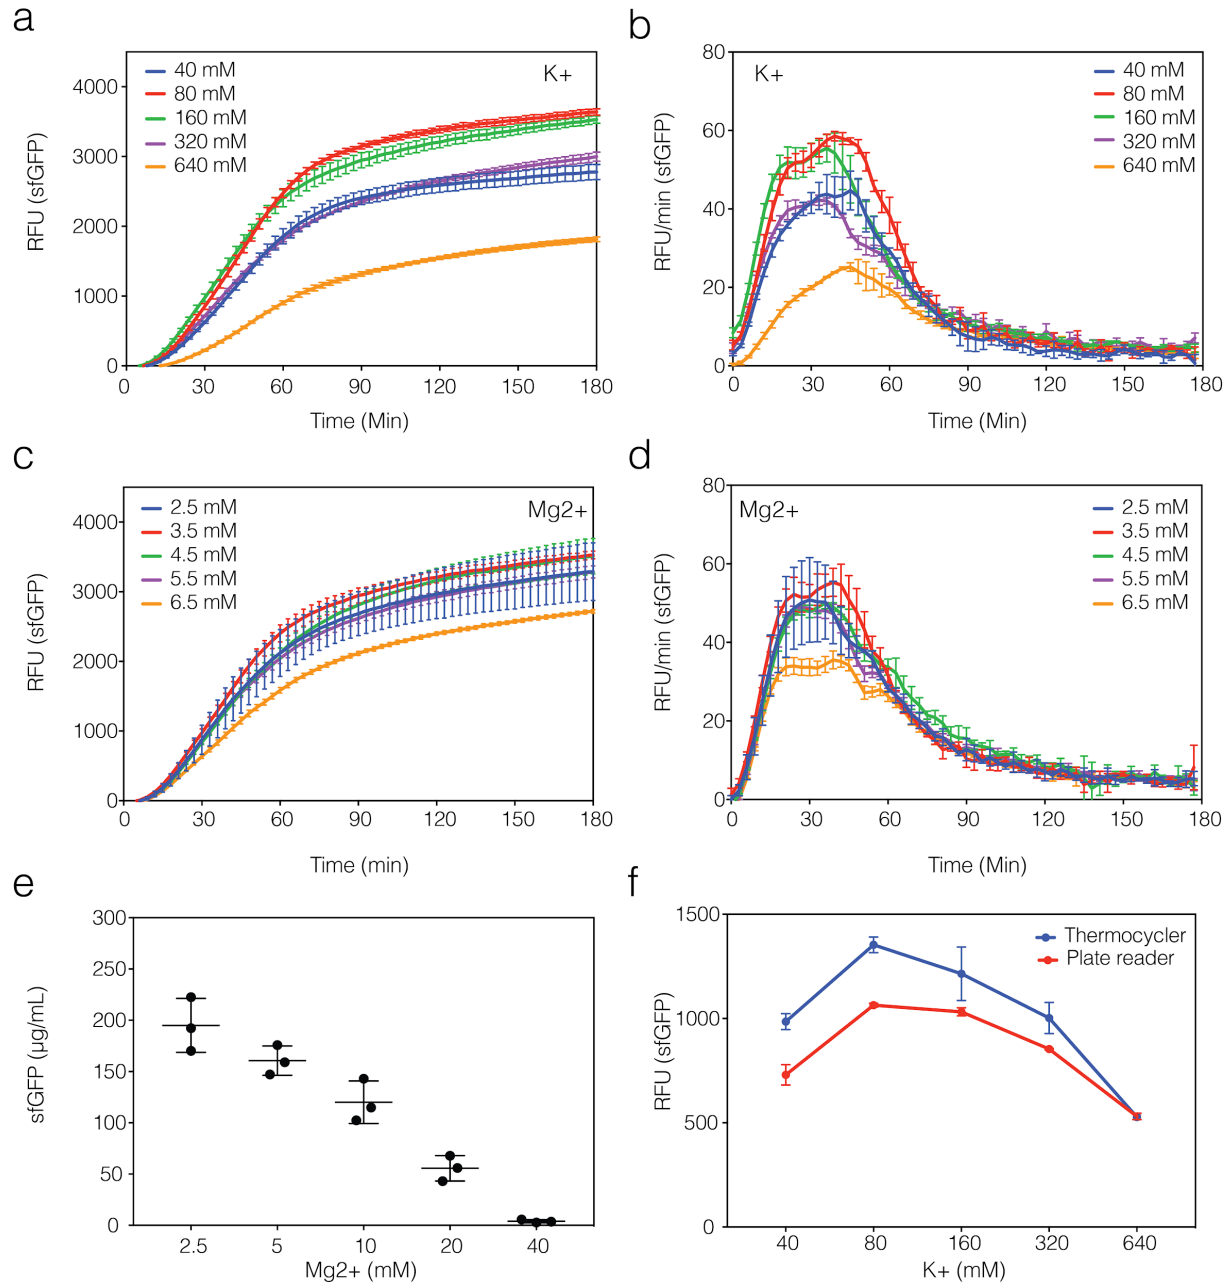 a
K+
40 mM
80 mM
160 mM
320 mM
640 mM
4000
3000
2000
1000
0
RFU (sfGFP)
0 30 60 90 120 150 180
Time (Min)
b
K+
40 mM
80 mM
160 mM
320 mM
640 mM
80
60
40
20
0
RFU/min (sfGFP)
0 30 60 90 120 150 180
Time (Min)
c
Mg2+
2.5 mM
3.5 mM
4.5 mM
5.5 mM
6.5 mM
4000
3000
2000
1000
0
RFU (sfGFP)
0 30 60 90 120 150 180
Time (min)
d
Mg2+
2.5 mM
3.5 mM
4.5 mM
5.5 mM
6.5 mM
80
60
40
20
0
RFU/min (sfGFP)
0 30 60 90 120 150 180
Time (Min)
e
300
250
200
150
100
50
0
sfGFP (µg/mL)
2.5 5 10 20 40
Mg2+ (mM)
f
Thermocycler
Plate reader
1500
1000
500
0
RFU (sfGFP)
40 80 160 320 640
K+ (mM)